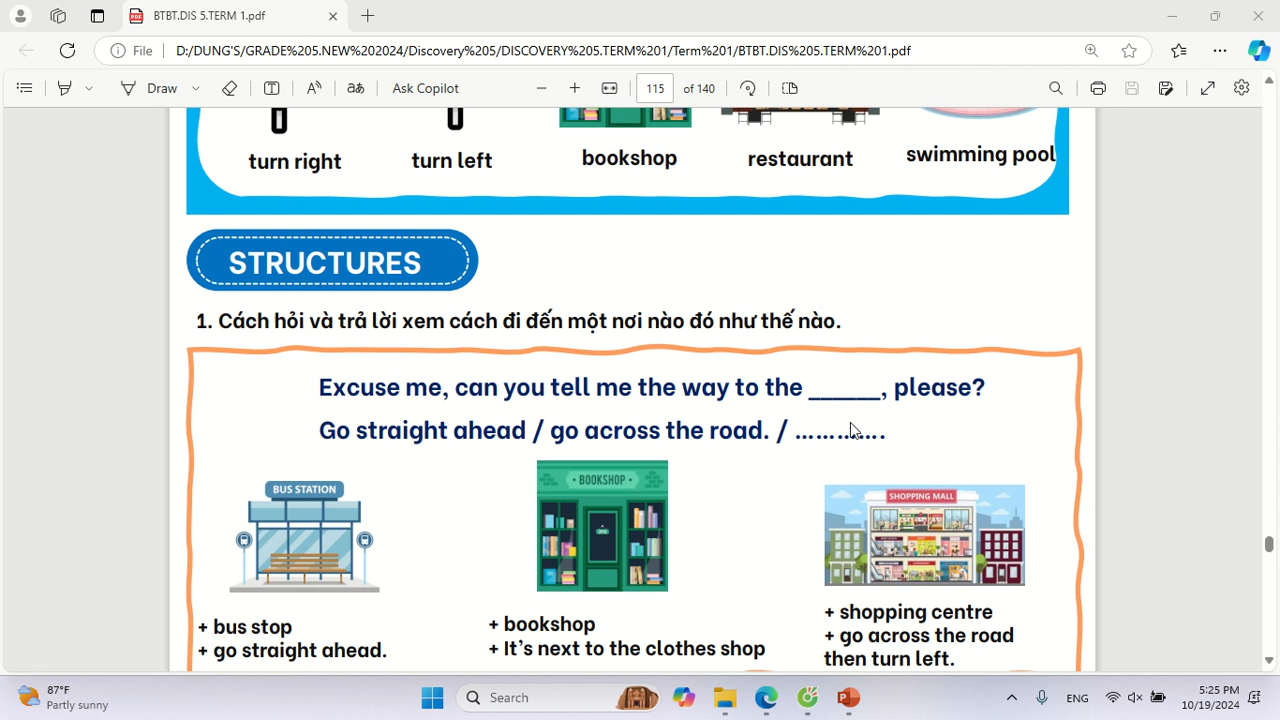 BTBT.DIS 5.TERM 1.pdf
File
D:/DUNG'S/GRADE%205.NEW%202024/Discovery%205/DISCOVERY%205.TERM%201/Term%201/BTBT.DIS%205.TERM%201.pdf
Draw
aあ
Ask Copilot
115 of 140
turn right
turn left
bookshop
restaurant
swimming pool
STRUCTURES
1. Cách hỏi và trả lời xem cách đi đến một nơi nào đó như thế nào.
Excuse me, can you tell me the way to the ______, please?
Go straight ahead / go across the road. / ............
BUS STATION
BOOKSHOP
SHOPPING MALL
+ bus stop
+ go straight ahead.
+ bookshop
+ It's next to the clothes shop
+ shopping centre
+ go across the road
then turn left.
87°F
Partly sunny
Search
ENG
5:25 PM
10/19/2024